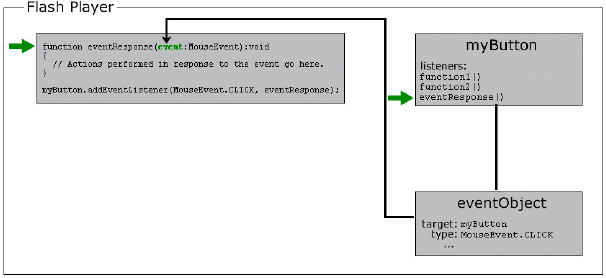 Flash Player
function eventResponse(event:MouseEvent):void
{
// Actions performed in response to the event go here.
}
myButton.addEventListener(MouseEvent.CLICK, eventResponse);
myButton
listeners:
function1()
function2()
eventResponse()
eventObject
target: myButton
type: MouseEvent.CLICK
...